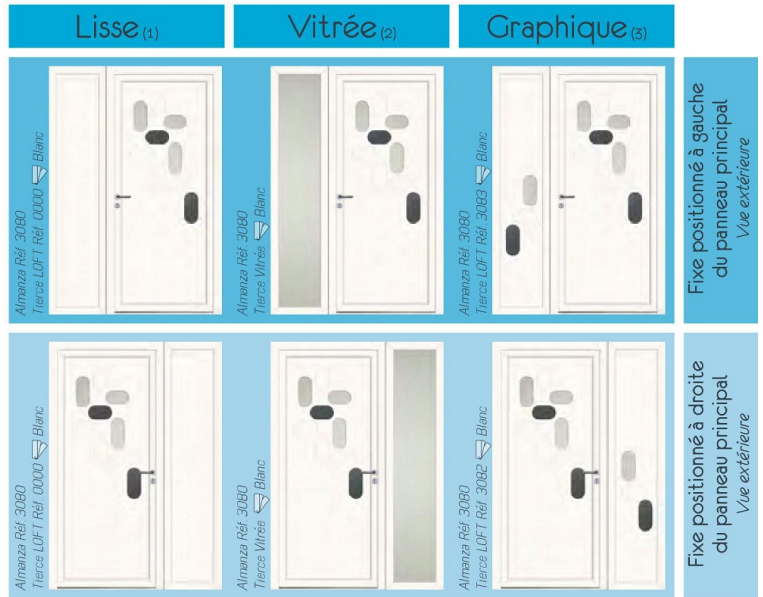 Lisse (1)
Vitrée (2)
Graphique (3)
Almanza Réf 3080
Tierce LOFT Réf 0000 Blanc
Almanza Réf 3080
Tierce Vitrée Blanc
Almanza Réf 3080
Tierce LOFT Réf 3083 Blanc
Fixe positionné à gauche
du panneau principal
Vue extérieure
Almanza Réf 3080
Tierce LOFT Réf 0000 Blanc
Almanza Réf 3080
Tierce Vitrée Blanc
Almanza Réf 3080
Tierce LOFT Réf 3082 Blanc
Fixe positionné à droite
du panneau principal
Vue extérieure